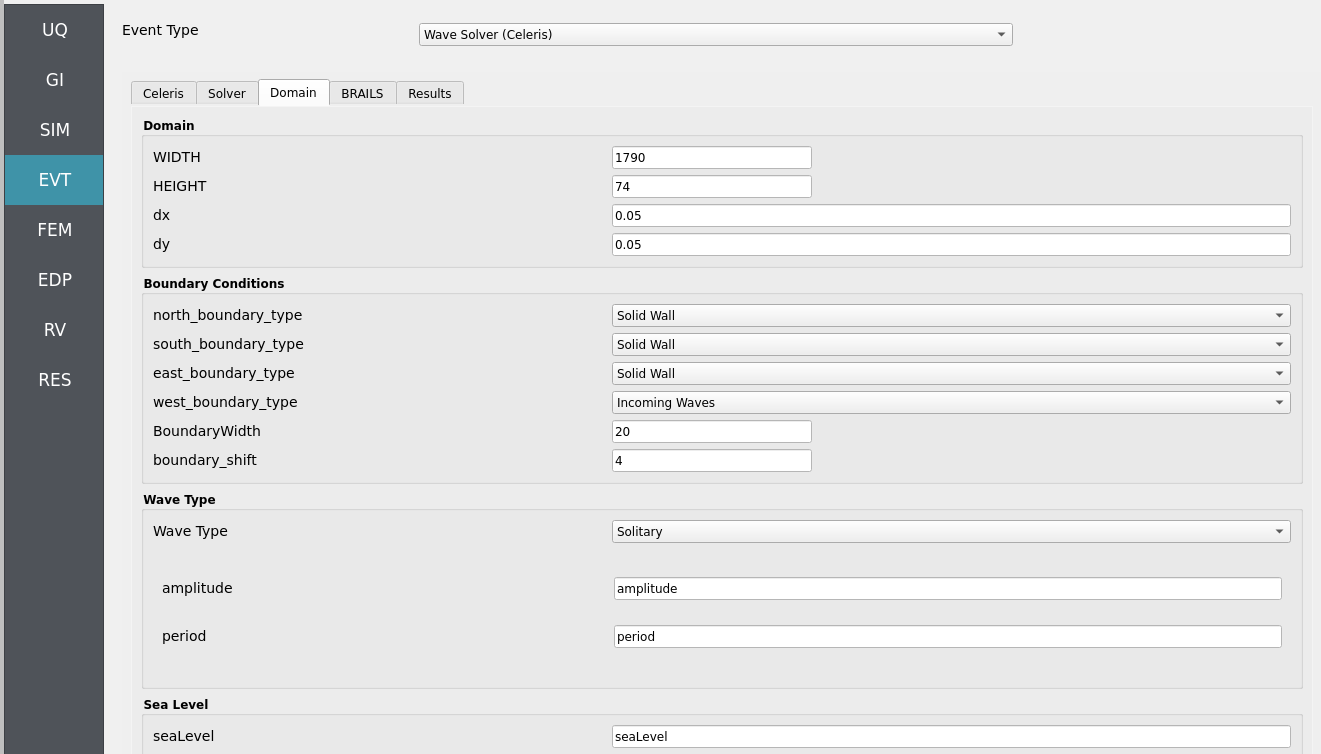 UQ
GI
SIM
EVT
FEM
EDP
RV
RES
Event Type
Wave Solver (Celeris)
Celeris Solver Domain BRAILS Results
Domain
WIDTH 1790
HEIGHT 74
dx 0.05
dy 0.05
Boundary Conditions
north_boundary_type Solid Wall
south_boundary_type Solid Wall
east_boundary_type Solid Wall
west_boundary_type Incoming Waves
BoundaryWidth 20
boundary_shift 4
Wave Type
Wave Type Solitary
amplitude amplitude
period period
Sea Level
seaLevel seaLevel